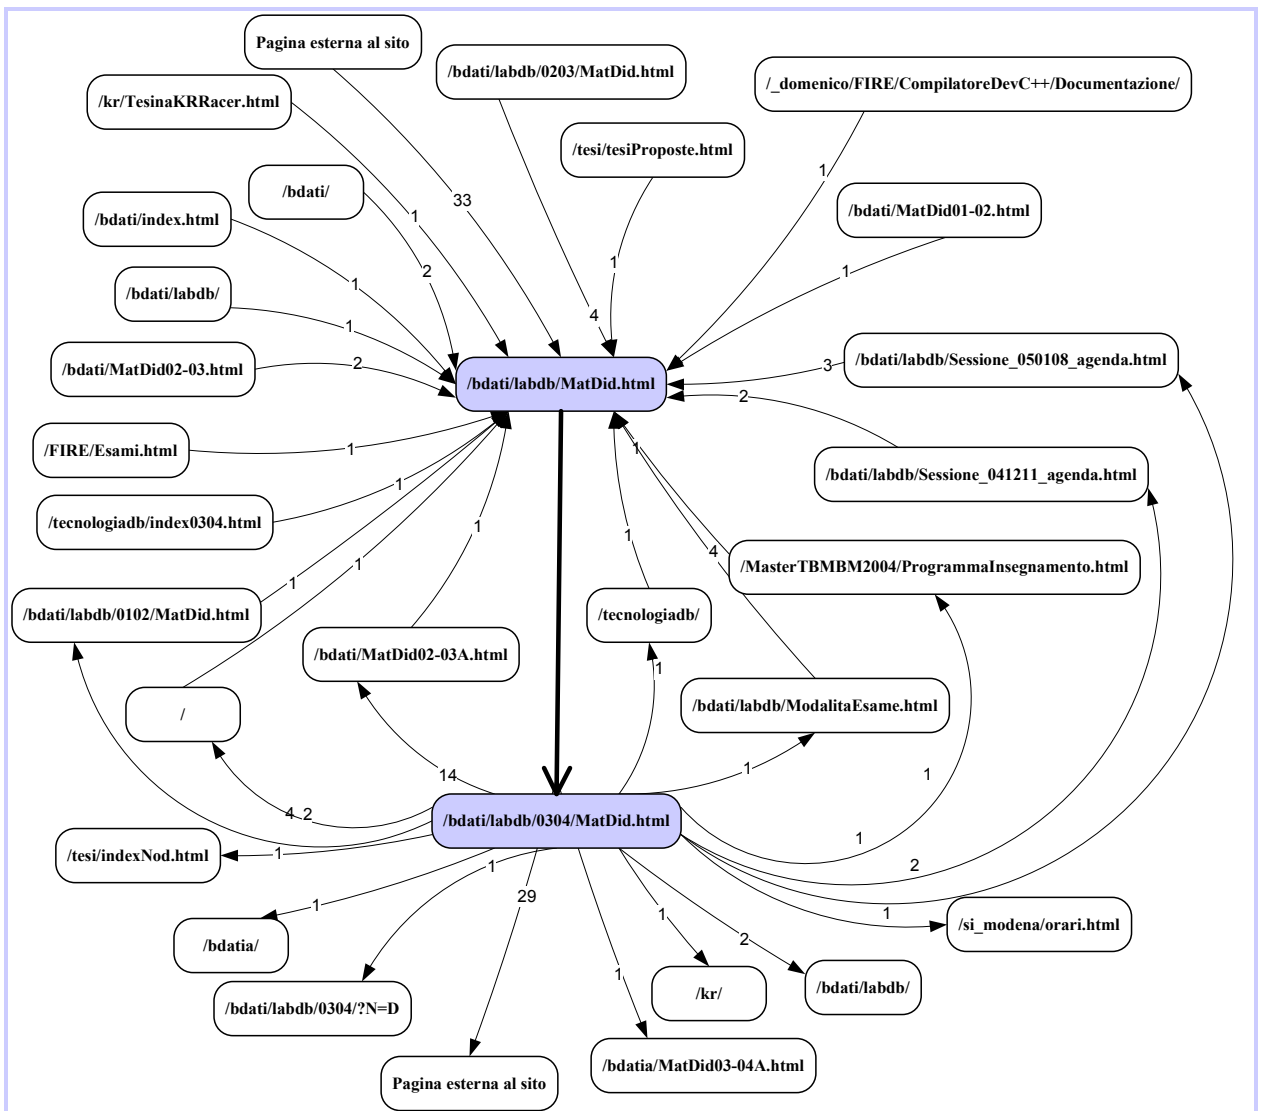 Pagina esterna al sito
/bdati/labdb/0203/MatDid.html
/_domenico/FIRE/CompilatoreDevC++/Documentazione/
/kr/TesinaKRRacer.html
/tesi/tesiProposte.html
/bdati/
/bdati/MatDid01-02.html
/bdati/index.html
33
1
1
1
2
1
1
/bdati/labdb/
1
4
1
/bdati/MatDid02-03.html
2
/bdati/labdb/Sessione_050108_agenda.html
3
/bdati/labdb/MatDid.html
2
/FIRE/Esami.html
1
1
/bdati/labdb/Sessione_041211_agenda.html
1
/tecnologiadb/index0304.html
1
1
4
1
/MasterTBMBM2004/ProgrammaInsegnamento.html
1
/bdati/labdb/0102/MatDid.html
/tecnologiadb/
/bdati/MatDid02-03A.html
1
/
/bdati/labdb/ModalitaEsame.html
14
1
1
4
2
/bdati/labdb/0304/MatDid.html
1
/tesi/indexNod.html
1
1
2
29
1
1
1
/si_modena/orari.html
/bdatia/
2
1
/kr/
/bdati/labdb/
/bdati/labdb/0304/?N=D
/bdatia/MatDid03-04A.html
Pagina esterna al sito